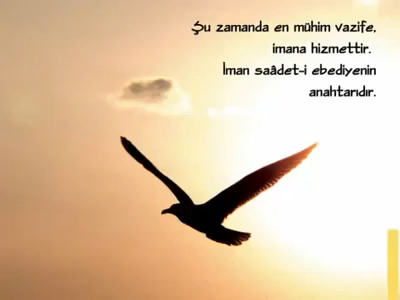 Şu zamanda en mühim vazife,
imana hizmettir.
İman saâdet-i ebediyenin
anahtarıdır.